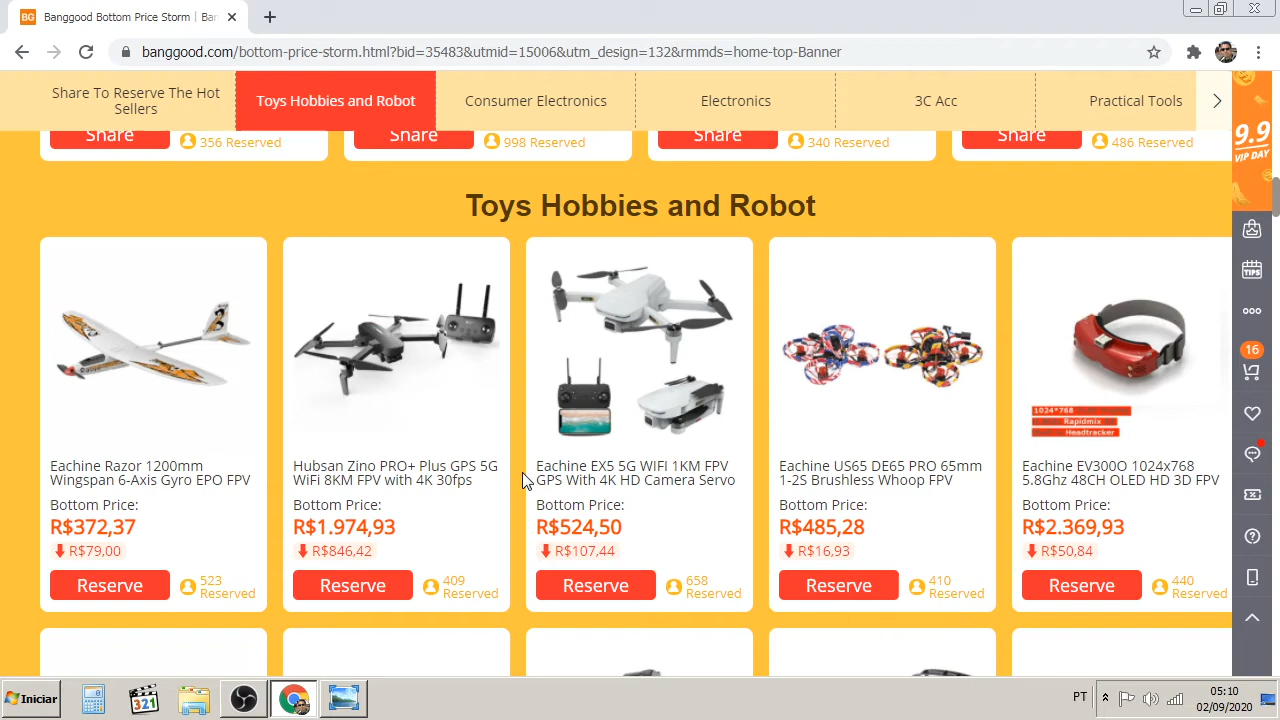 Banggood Bottom Price Storm | Ban
banggood.com/bottom-price-storm.html?bid=35483&utmid=15006&utm_design=132&rmmds=home-top-Banner
Share To Reserve The Hot
Sellers
Toys Hobbies and Robot
Consumer Electronics
Electronics
3C Acc
Practical Tools
9.9
VIP DAY
Share
356 Reserved
Share
998 Reserved
Share
340 Reserved
Share
486 Reserved
Toys Hobbies and Robot
Eachine Razor 1200mm
Wingspan 6-Axis Gyro EPO FPV
Bottom Price:
R$372,37
R$79,00
Reserve
523
Reserved
Hubsan Zino PRO+ Plus GPS 5G
WiFi 8KM FPV with 4K 30fps
Bottom Price:
R$1.974,93
R$846,42
Reserve
409
Reserved
Eachine EX5 5G WIFI 1KM FPV
GPS With 4K HD Camera Servo
Bottom Price:
R$524,50
R$107,44
Reserve
658
Reserved
Eachine US65 DE65 PRO 65mm
1-2S Brushless Whoop FPV
Bottom Price:
R$485,28
R$16,93
Reserve
410
Reserved
1024*768
Rapidmix
Headtracker
Eachine EV300O 1024x768
5.8Ghz 48CH OLED HD 3D FPV
Bottom Price:
R$2.369,93
R$50,84
Reserve
440
Reserved
TIPS
16
Iniciar
321
PT
05:10
02/09/2020